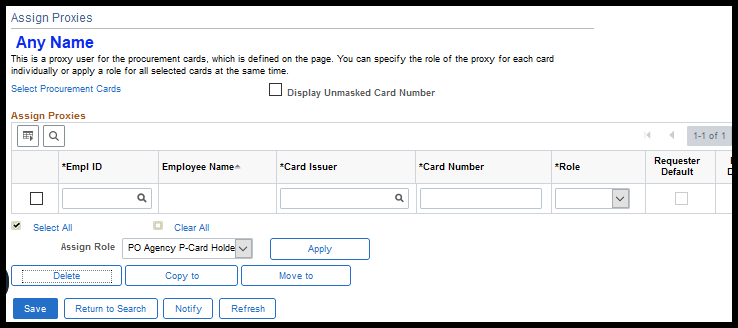 Assign Proxies
Any Name
This is a proxy user for the procurement cards, which is defined on the page. You can specify the role of the proxy for each card
individually or apply a role for all selected cards at the same time.
Select Procurement Cards
Display Unmasked Card Number
Assign Proxies
1-1 of 1
*Empl ID Employee Name *Card Issuer *Card Number *Role Requester Default
Select All Clear All
Assign Role PO Agency P-Card Holde Apply
Delete Copy to Move to
Save Return to Search Notify Refresh